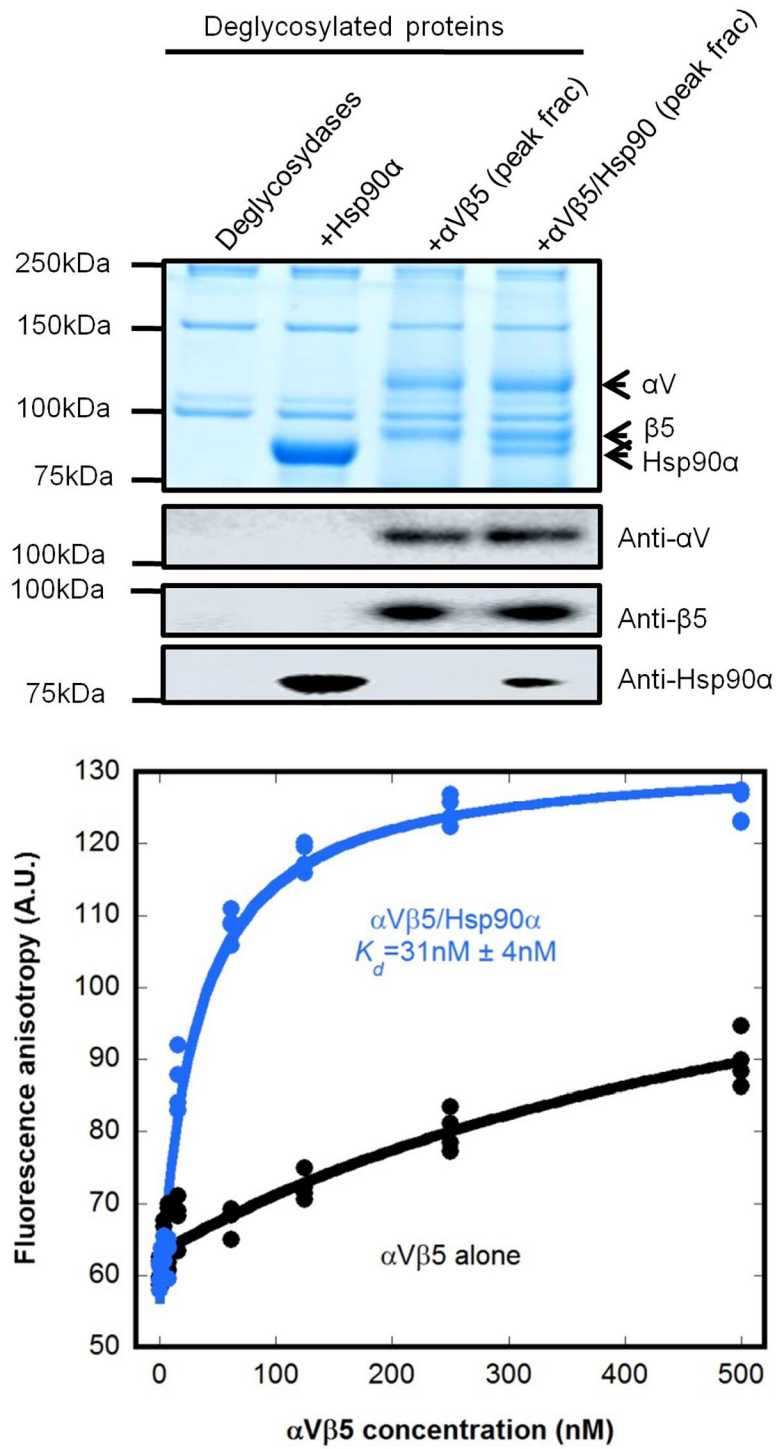 Deglycosylated proteins
Deglycosydases
+Hsp90α
+αVβ5 (peak frac)
+αVβ5/Hsp90 (peak frac)
250kDa
150kDa
100kDa
75kDa
αV
β5
Hsp90α
100kDa
Anti-αV
100kDa
Anti-β5
75kDa
Anti-Hsp90α
130
120
110
100
90
80
70
60
50
Fluorescence anisotropy (A.U.)
αVβ5/Hsp90α
Kd=31nM ± 4nM
αVβ5 alone
0 100 200 300 400 500
αVβ5 concentration (nM)